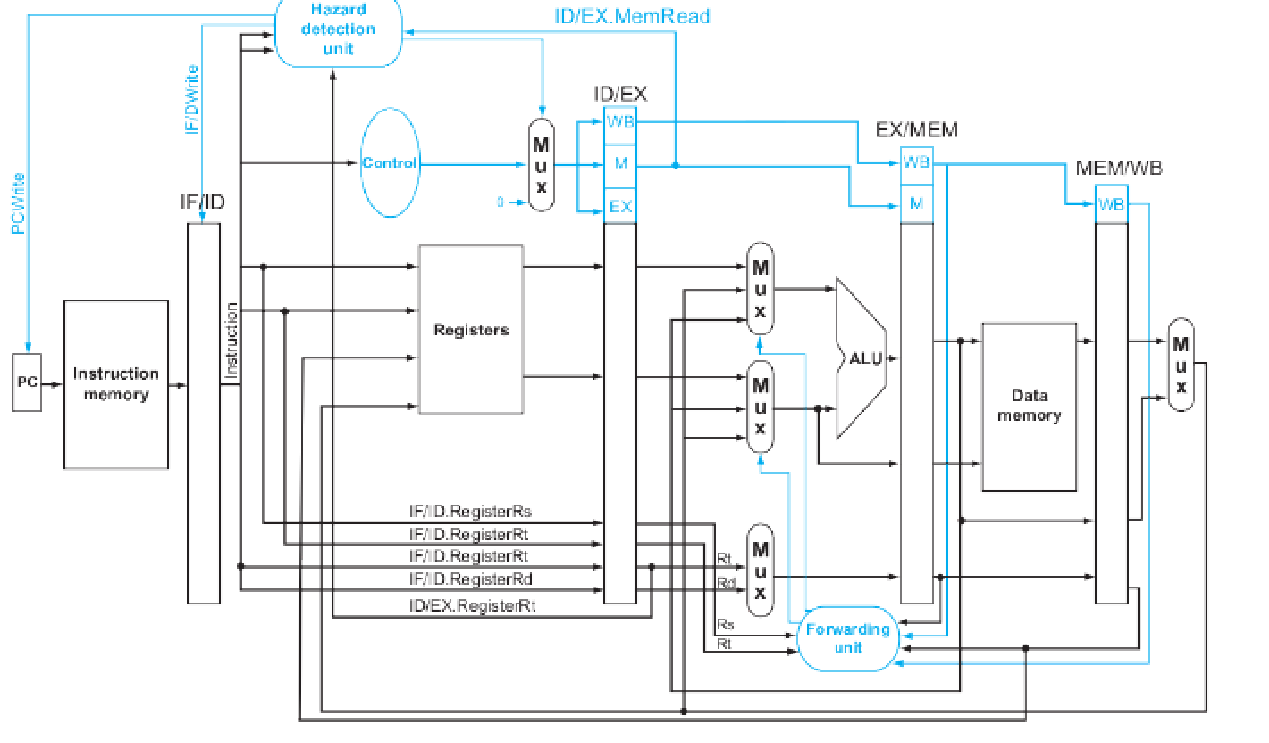 Hazard
detection
unit
ID/EX.MemRead
IF/DWrite
PCWrite
IF/ID
Control
0
M
u
x
ID/EX
WB
M
EX
EX/MEM
WB
M
MEM/WB
WB
PC
Instruction
memory
Instruction
Registers
M
u
x
M
u
x
ALU
Data
memory
M
u
x
IF/ID.RegisterRs
IF/ID.RegisterRt
IF/ID.RegisterRt
IF/ID.RegisterRd
ID/EX.RegisterRt
Rt
Rd
M
u
x
Rs
Rt
Forwarding
unit